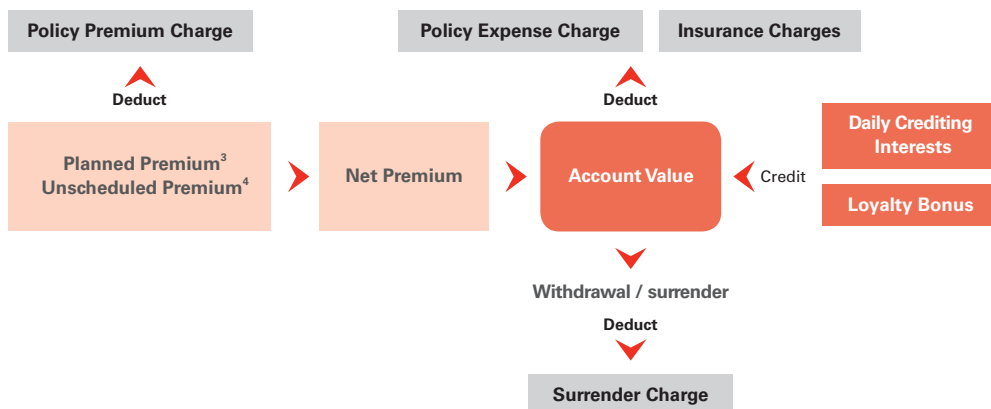 Policy Premium Charge
Policy Expense Charge
Insurance Charges
Deduct
Deduct
Planned Premium³
Unscheduled Premium⁴
Net Premium
Account Value
Credit
Daily Crediting
Interests
Loyalty Bonus
Withdrawal / surrender
Deduct
Surrender Charge